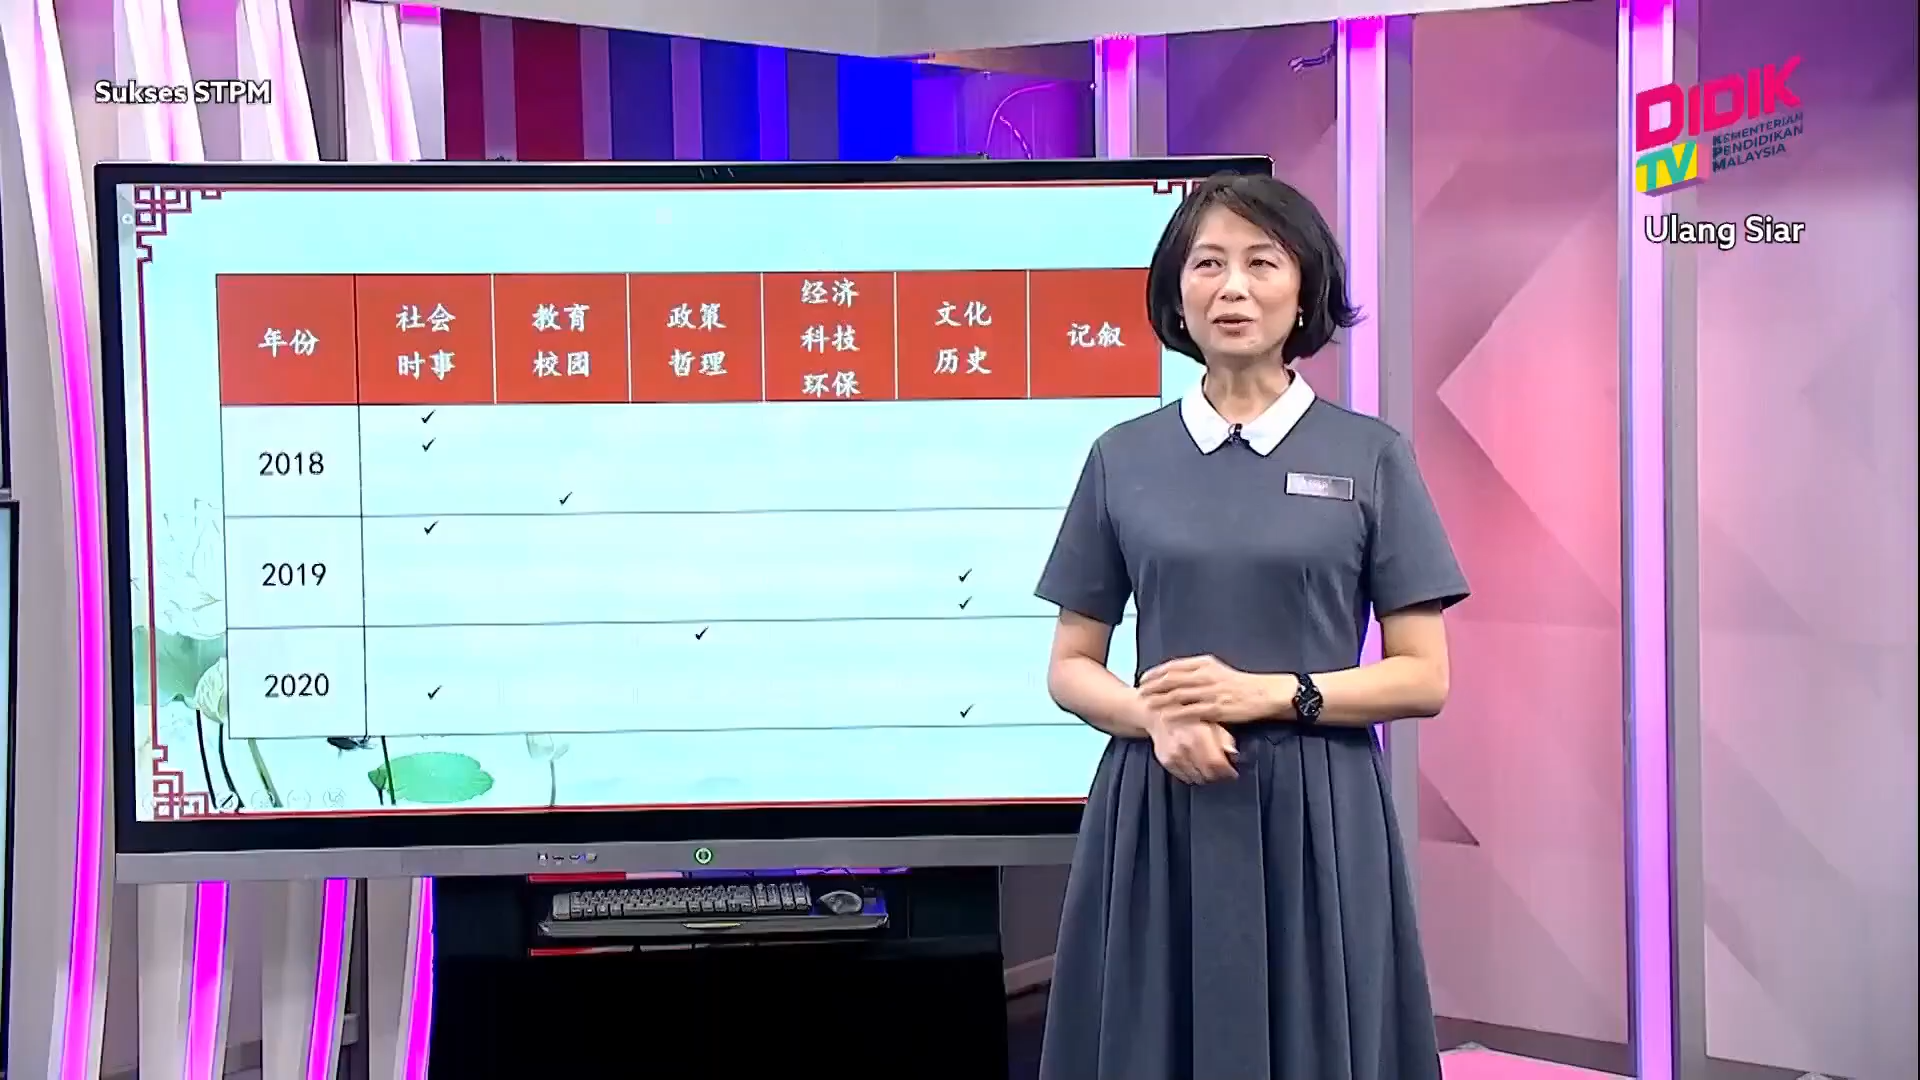 Sukses STPM
DIDIK
TV
KEMENTERIAN
PENDIDIKAN
MALAYSIA
Ulang Siar
年份
社会
时事
教育
校园
政策
哲理
经济
科技
环保
文化
历史
记叙
2018
✓
✓
✓
2019
✓
✓
✓
2020
✓
✓
✓